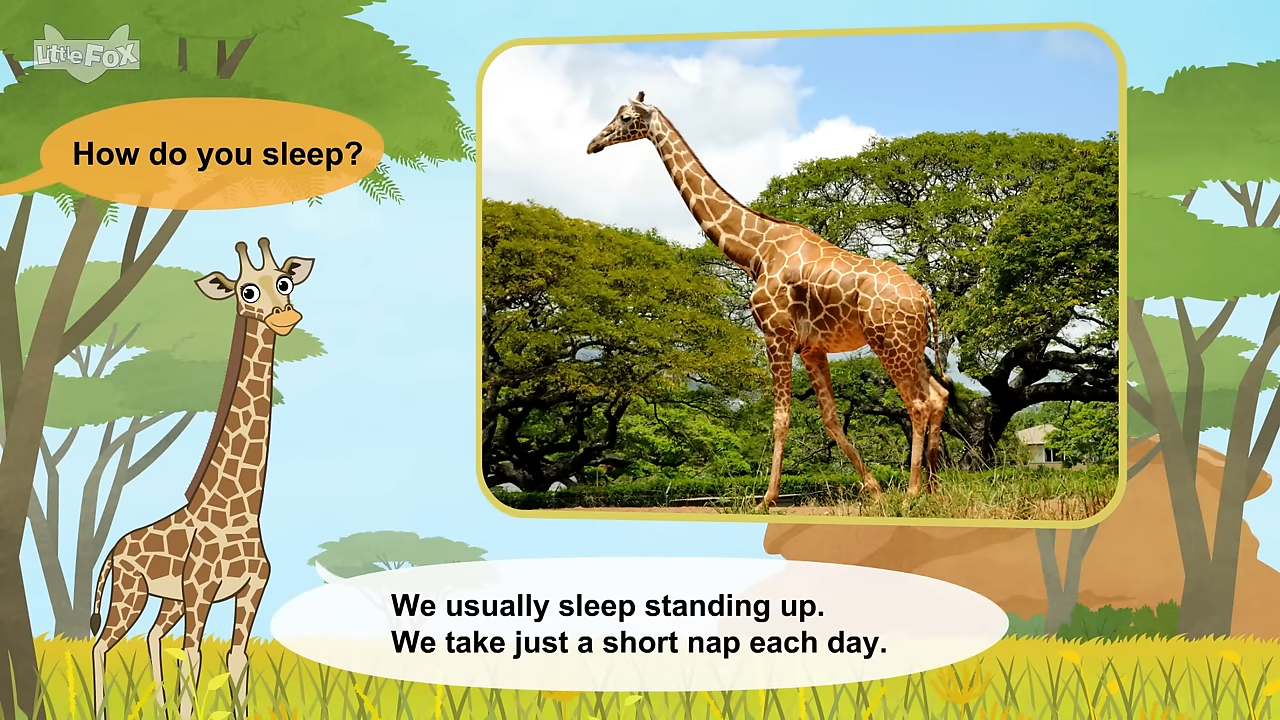 Little Fox
How do you sleep?
We usually sleep standing up.
We take just a short nap each day.